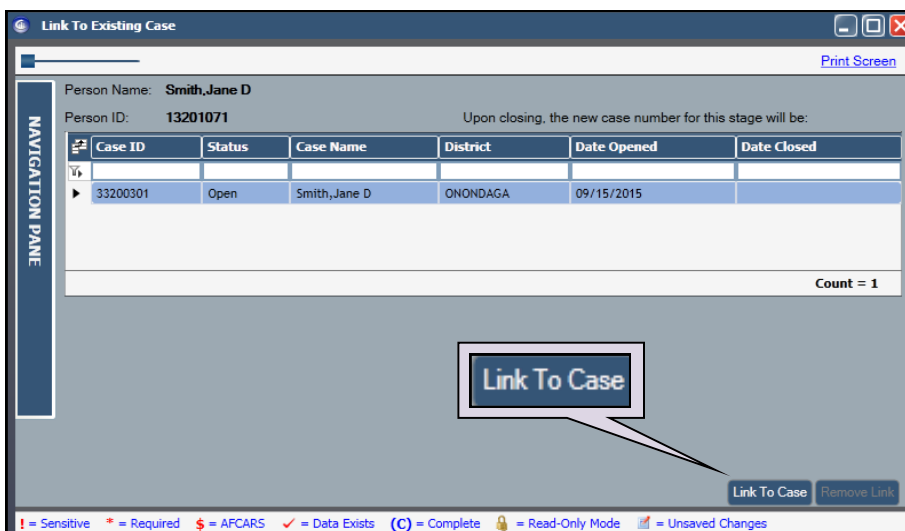 Link To Existing Case
Print Screen
NAVIGATION PANE
Person Name: Smith,Jane D
Person ID: 13201071 Upon closing, the new case number for this stage will be:
Case ID Status Case Name District Date Opened Date Closed
33200301 Open Smith,Jane D ONONDAGA 09/15/2015
Count = 1
Link To Case
Link To Case Remove Link
! = Sensitive * = Required $ = AFCARS ✓ = Data Exists (C) = Complete = Read-Only Mode = Unsaved Changes